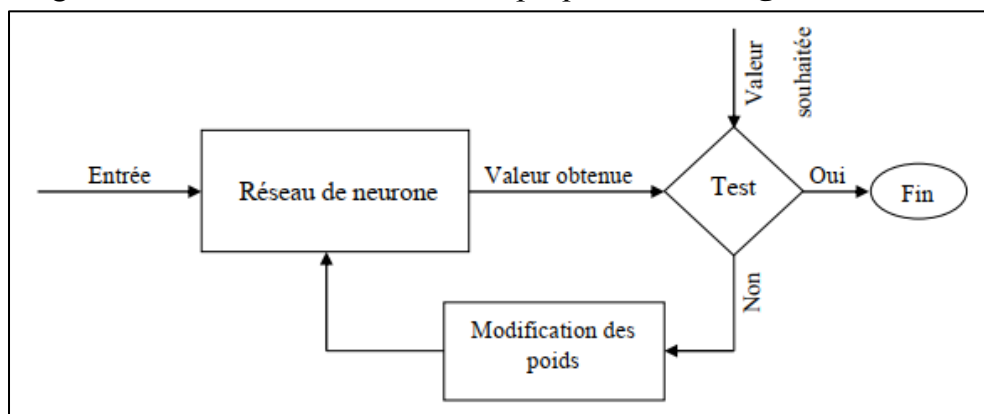 Valeur
souhaitée
Entrée
Réseau de neurone
Valeur obtenue
Test
Oui
Fin
Non
Modification des
poids